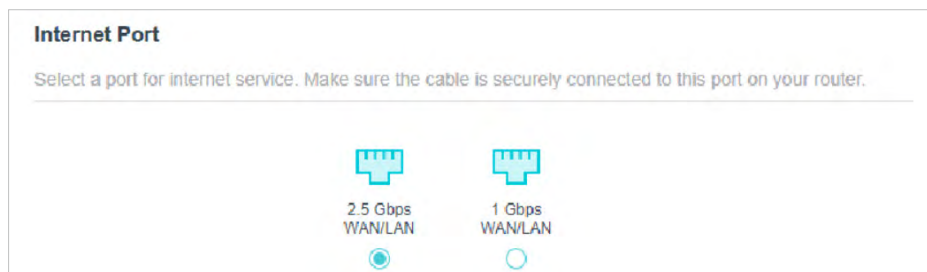 Internet Port
Select a port for internet service. Make sure the cable is securely connected to this port on your router.
2.5 Gbps 1 Gbps
WAN/LAN WAN/LAN